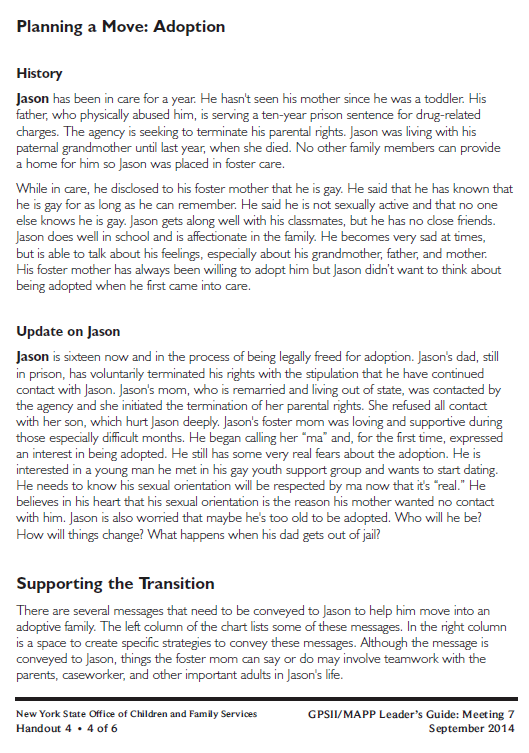 Planning a Move: Adoption
History
Jason has been in care for a year. He hasn't seen his mother since he was a toddler. His
father, who physically abused him, is serving a ten-year prison sentence for drug-related
charges. The agency is seeking to terminate his parental rights. Jason was living with his
paternal grandmother until last year, when she died. No other family members can provide
a home for him so Jason was placed in foster care.
While in care, he disclosed to his foster mother that he is gay. He said that he has known that
he is gay for as long as he can remember. He said he is not sexually active and that no one
else knows he is gay. Jason gets along well with his classmates, but he has no close friends.
Jason does well in school and is affectionate in the family. He becomes very sad at times,
but is able to talk about his feelings, especially about his grandmother, father, and mother.
His foster mother has always been willing to adopt him but Jason didn't want to think about
being adopted when he first came into care.
Update on Jason
Jason is sixteen now and in the process of being legally freed for adoption. Jason's dad, still
in prison, has voluntarily terminated his rights with the stipulation that he have continued
contact with Jason. Jason's mom, who is remarried and living out of state, was contacted by
the agency and she initiated the termination of her parental rights. She refused all contact
with her son, which hurt Jason deeply. Jason's foster mom was loving and supportive during
those especially difficult months. He began calling her "ma" and, for the first time, expressed
an interest in being adopted. He still has some very real fears about the adoption. He is
interested in a young man he met in his gay youth support group and wants to start dating.
He needs to know his sexual orientation will be respected by ma now that it's "real." He
believes in his heart that his sexual orientation is the reason his mother wanted no contact
with him. Jason is also worried that maybe he's too old to be adopted. Who will he be?
How will things change? What happens when his dad gets out of jail?
Supporting the Transition
There are several messages that need to be conveyed to Jason to help him move into an
adoptive family. The left column of the chart lists some of these messages. In the right column
is a space to create specific strategies to convey these messages. Although the message is
conveyed to Jason, things the foster mom can say or do may involve teamwork with the
parents, caseworker, and other important adults in Jason's life.
New York State Office of Children and Family Services
GPSII/MAPP Leader's Guide: Meeting 7
Handout 4 • 4 of 6
September 2014